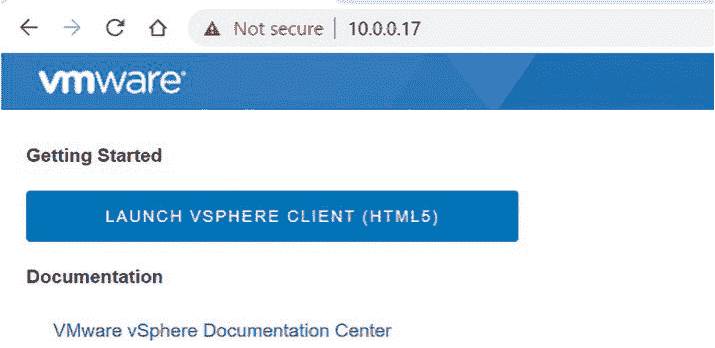 Not secure | 10.0.0.17
vmware
Getting Started
LAUNCH VSPHERE CLIENT (HTML5)
Documentation
VMware vSphere Documentation Center